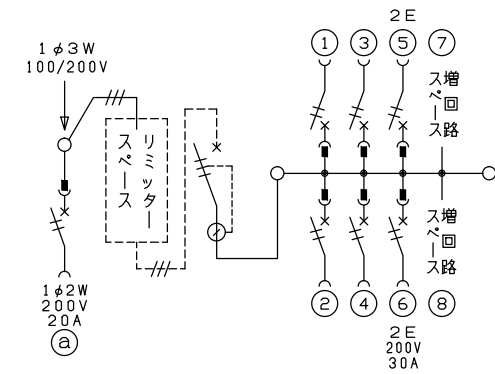 1φ3W
100/200V
リミッター
スペース
1φ2W
200V
20A
a
2E
1 3 5 7
増回路
スペース
増回路
スペース
2 4 6 8
2E
200V
30A